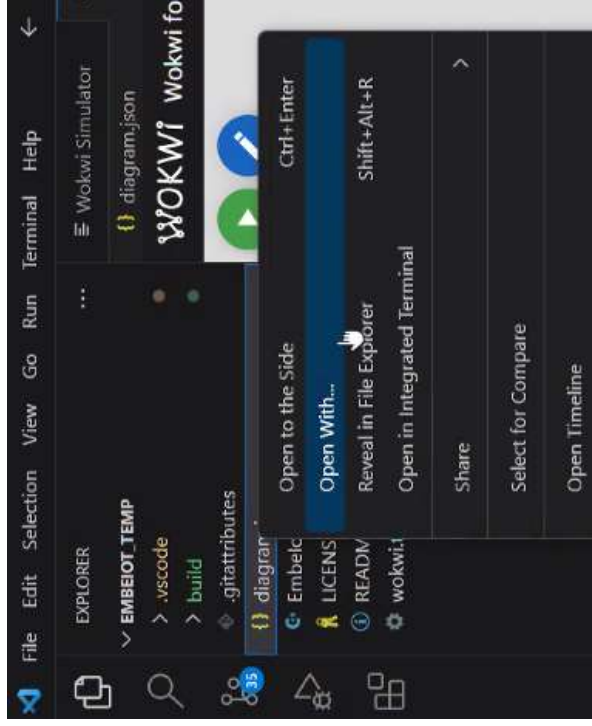 File Edit Selection View Go Run Terminal Help
EXPLORER
EMBEIOT_TEMP
.vscode
build
.gitattributes
diagram.
Embeic
LICENS
READM
wokwi.t
35
Wokwi Simulator
{} diagram.json
WOKWI Wokwi fo
Open to the Side Ctrl+Enter
Open With...
Reveal in File Explorer Shift+Alt+R
Open in Integrated Terminal
Share
Select for Compare
Open Timeline